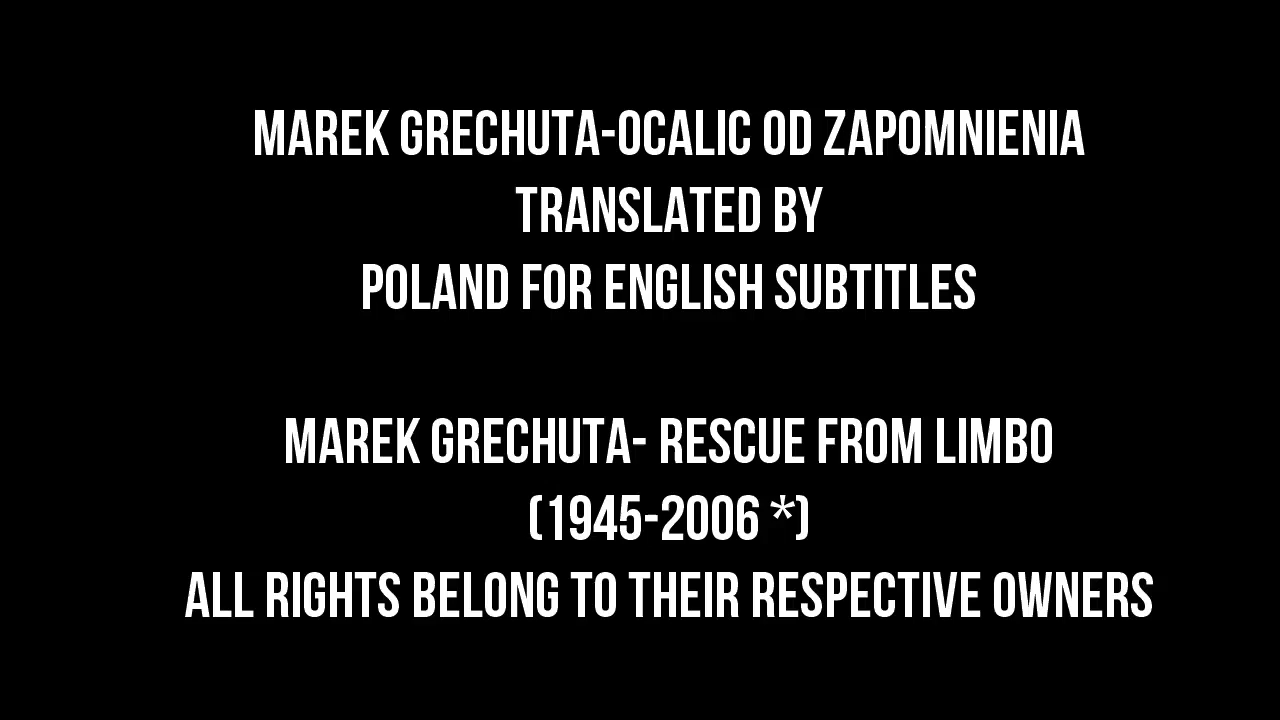 MAREK GRECHUTA-OCALIC OD ZAPOMNIENIA
TRANSLATED BY
POLAND FOR ENGLISH SUBTITLES
MAREK GRECHUTA- RESCUE FROM LIMBO
(1945-2006 *)
ALL RIGHTS BELONG TO THEIR RESPECTIVE OWNERS